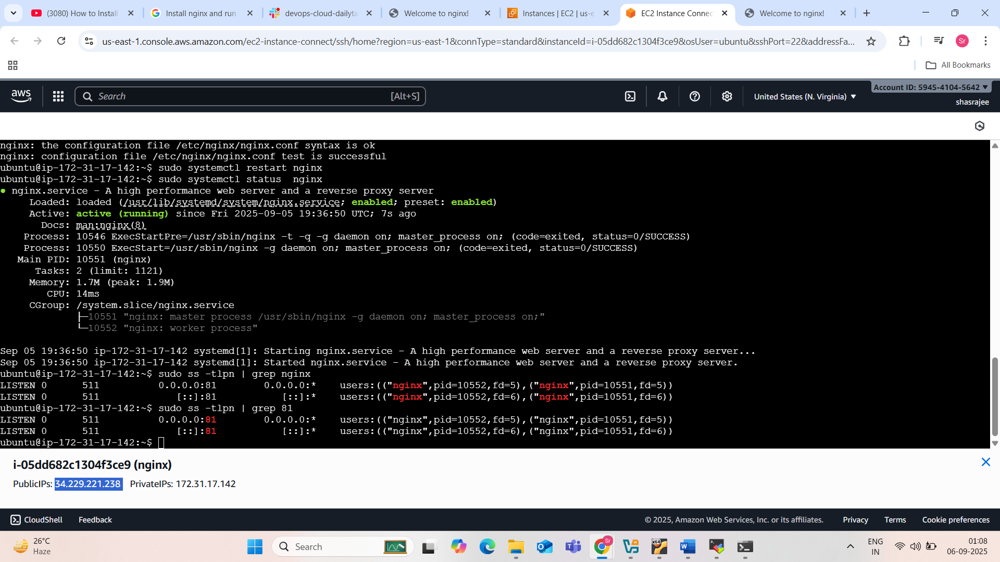 (3080) How to Install
Install nginx and run
devops-cloud-dailyta
Welcome to nginx!
Instances | EC2 | us-e
EC2 Instance Connec
Welcome to nginx!
us-east-1.console.aws.amazon.com/ec2-instance-connect/ssh/home?region=us-east-1&connType=standard&instanceId=i-05dd682c1304f3ce9&osUser=ubuntu&sshPort=22&addressFa...
Sr
All Bookmarks
aws
Search
[Alt+S]
United States (N. Virginia)
Account ID: 5945-4104-5642
shasrajee
nginx: the configuration file /etc/nginx/nginx.conf syntax is ok
nginx: configuration file /etc/nginx/nginx.conf test is successful
ubuntu@ip-172-31-17-142:~$ sudo systemctl restart nginx
ubuntu@ip-172-31-17-142:~$ sudo systemctl status  nginx
● nginx.service - A high performance web server and a reverse proxy server
     Loaded: loaded (/usr/lib/systemd/system/nginx.service; enabled; preset: enabled)
     Active: active (running) since Fri 2025-09-05 19:36:50 UTC; 7s ago
       Docs: man:nginx(8)
    Process: 10546 ExecStartPre=/usr/sbin/nginx -t -q -g daemon on; master_process on; (code=exited, status=0/SUCCESS)
    Process: 10550 ExecStart=/usr/sbin/nginx -g daemon on; master_process on; (code=exited, status=0/SUCCESS)
   Main PID: 10551 (nginx)
      Tasks: 2 (limit: 1121)
     Memory: 1.7M (peak: 1.9M)
        CPU: 14ms
     CGroup: /system.slice/nginx.service
             ├─10551 "nginx: master process /usr/sbin/nginx -g daemon on; master_process on;"
             └─10552 "nginx: worker process"
Sep 05 19:36:50 ip-172-31-17-142 systemd[1]: Starting nginx.service - A high performance web server and a reverse proxy server...
Sep 05 19:36:50 ip-172-31-17-142 systemd[1]: Started nginx.service - A high performance web server and a reverse proxy server.
ubuntu@ip-172-31-17-142:~$ sudo ss -tlpn | grep nginx
LISTEN 0      511          0.0.0.0:81        0.0.0.0:*    users:(("nginx",pid=10552,fd=5),("nginx",pid=10551,fd=5))
LISTEN 0      511             [::]:81           [::]:*    users:(("nginx",pid=10552,fd=6),("nginx",pid=10551,fd=6))
ubuntu@ip-172-31-17-142:~$ sudo ss -tlpn | grep 81
LISTEN 0      511          0.0.0.0:81        0.0.0.0:*    users:(("nginx",pid=10552,fd=5),("nginx",pid=10551,fd=5))
LISTEN 0      511             [::]:81           [::]:*    users:(("nginx",pid=10552,fd=6),("nginx",pid=10551,fd=6))
ubuntu@ip-172-31-17-142:~$
i-05dd682c1304f3ce9 (nginx)
PublicIPs: 34.229.221.238   PrivateIPs: 172.31.17.142
CloudShell
Feedback
© 2025, Amazon Web Services, Inc. or its affiliates.
Privacy
Terms
Cookie preferences
26°C
Haze
Search
ENG
IN
01:08
06-09-2025